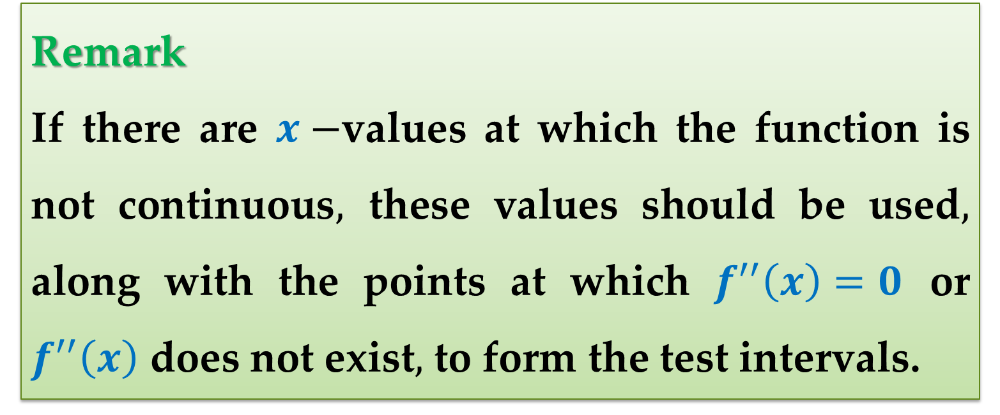 Remark
If there are x −values at which the function is
not continuous, these values should be used,
along with the points at which f′′(x) = 0 or
f′′(x) does not exist, to form the test intervals.